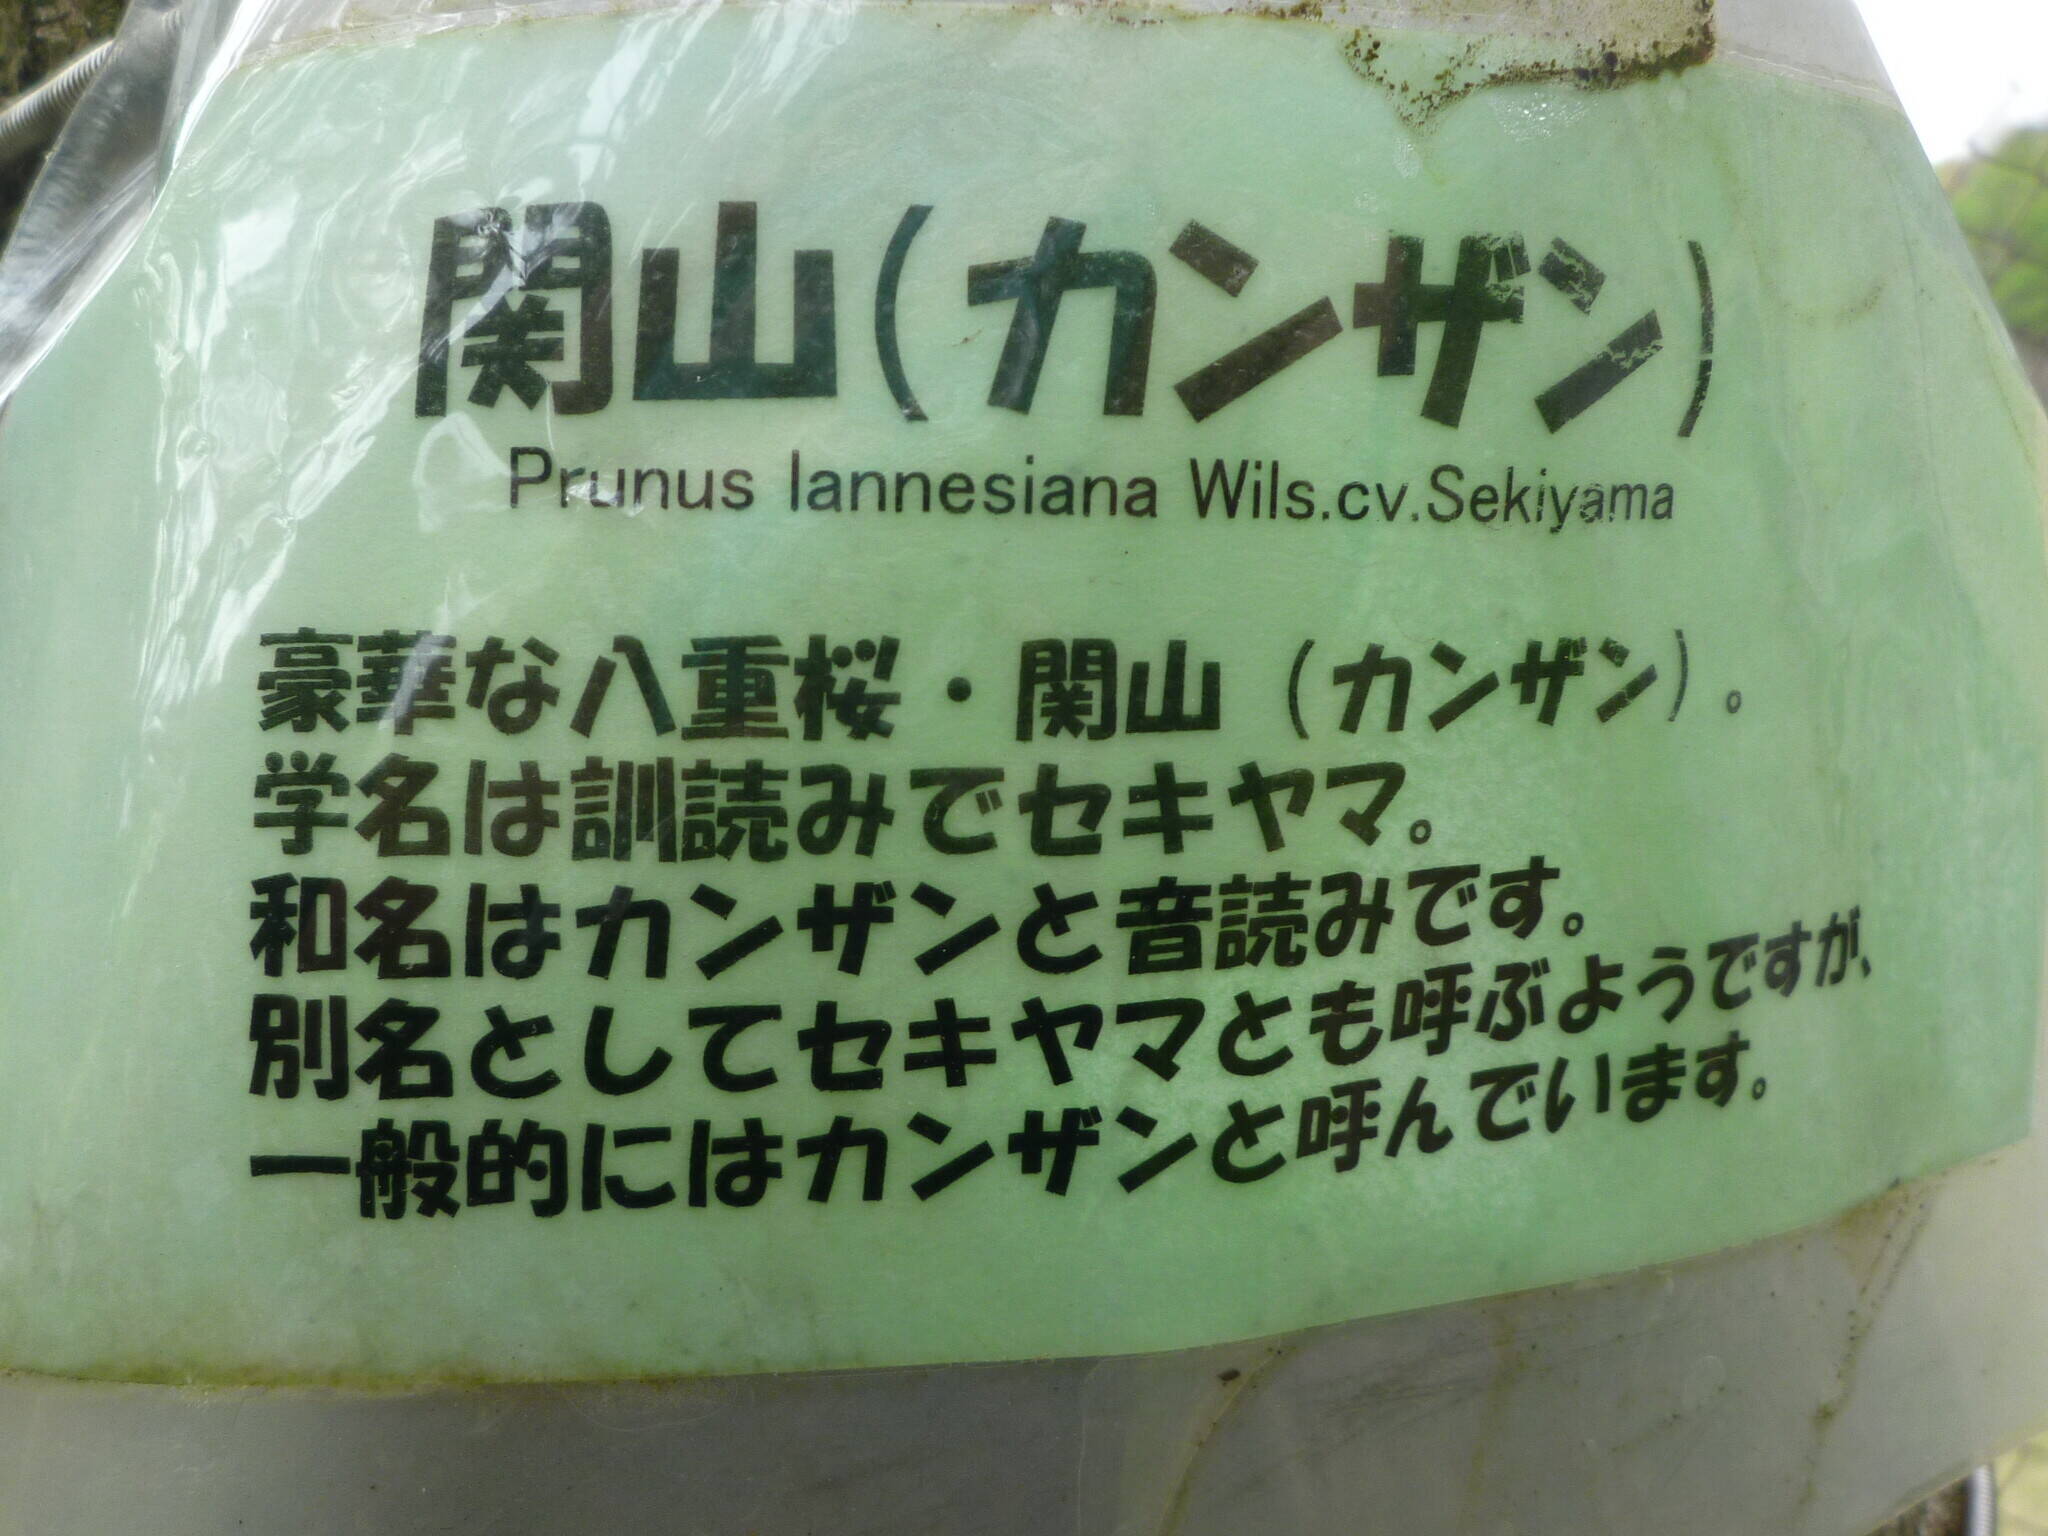 関山(カンザン)
Prunus lannesiana Wils.cv.Sekiyama
豪華な八重桜・関山（カンザン）。
学名は訓読みでセキヤマ。
和名はカンザンと音読みです。
別名としてセキヤマとも呼ぶようですが、
一般的にはカンザンと呼んでいます。